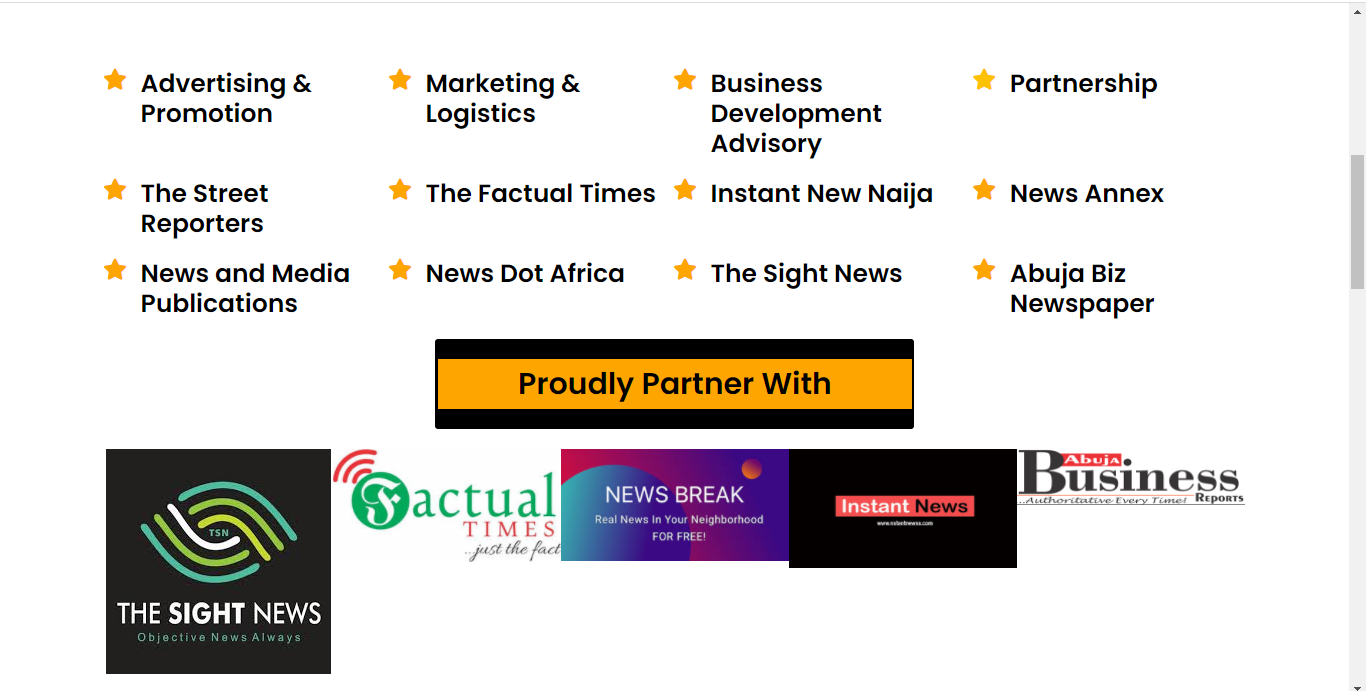 Advertising &
Promotion
Marketing &
Logistics
Business
Development
Advisory
Partnership
The Street
Reporters
The Factual Times
Instant New Naija
News Annex
News and Media
Publications
News Dot Africa
The Sight News
Abuja Biz
Newspaper
Proudly Partner With
TSN
THE SIGHT NEWS
Objective News Always
Factual
TIMES
...just the fact
NEWS BREAK
Real News In Your Neighborhood
FOR FREE!
Instant News
www.nstantnewss.com
Abuja
Business
REPORTS
...Authoritative Every Time!